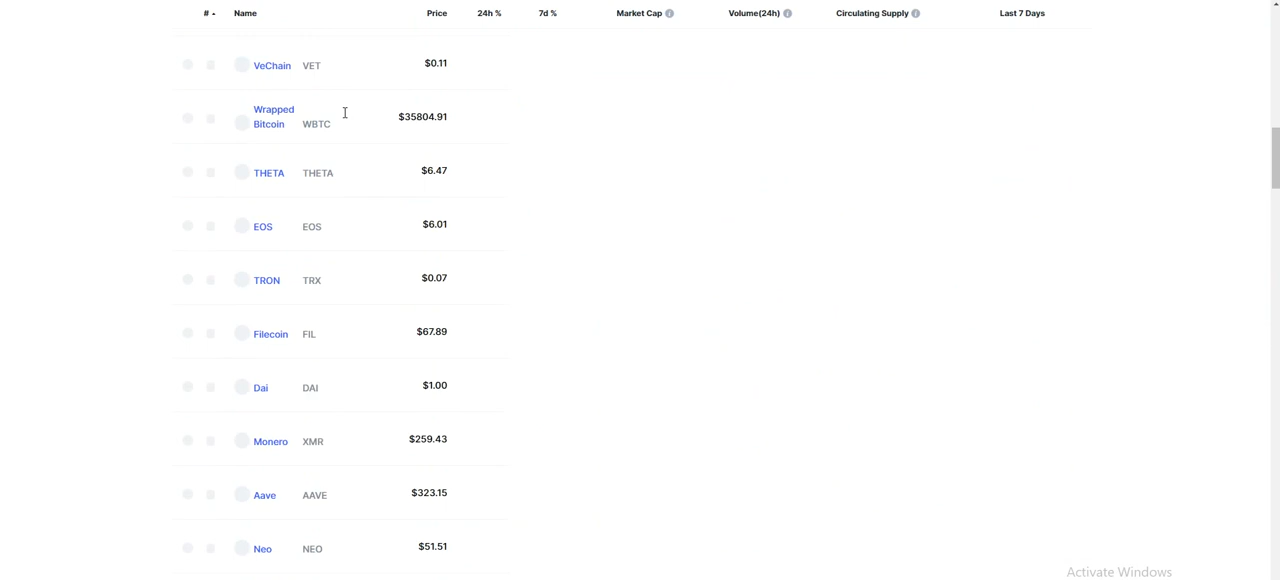 # Name Price 24h % 7d % Market Cap Volume(24h) Circulating Supply Last 7 Days
VeChain VET $0.11
Wrapped
Bitcoin WBTC $35804.91
THETA THETA $6.47
EOS EOS $6.01
TRON TRX $0.07
Filecoin FIL $67.89
Dai DAI $1.00
Monero XMR $259.43
Aave AAVE $323.15
Neo NEO $51.51
Activate Windows